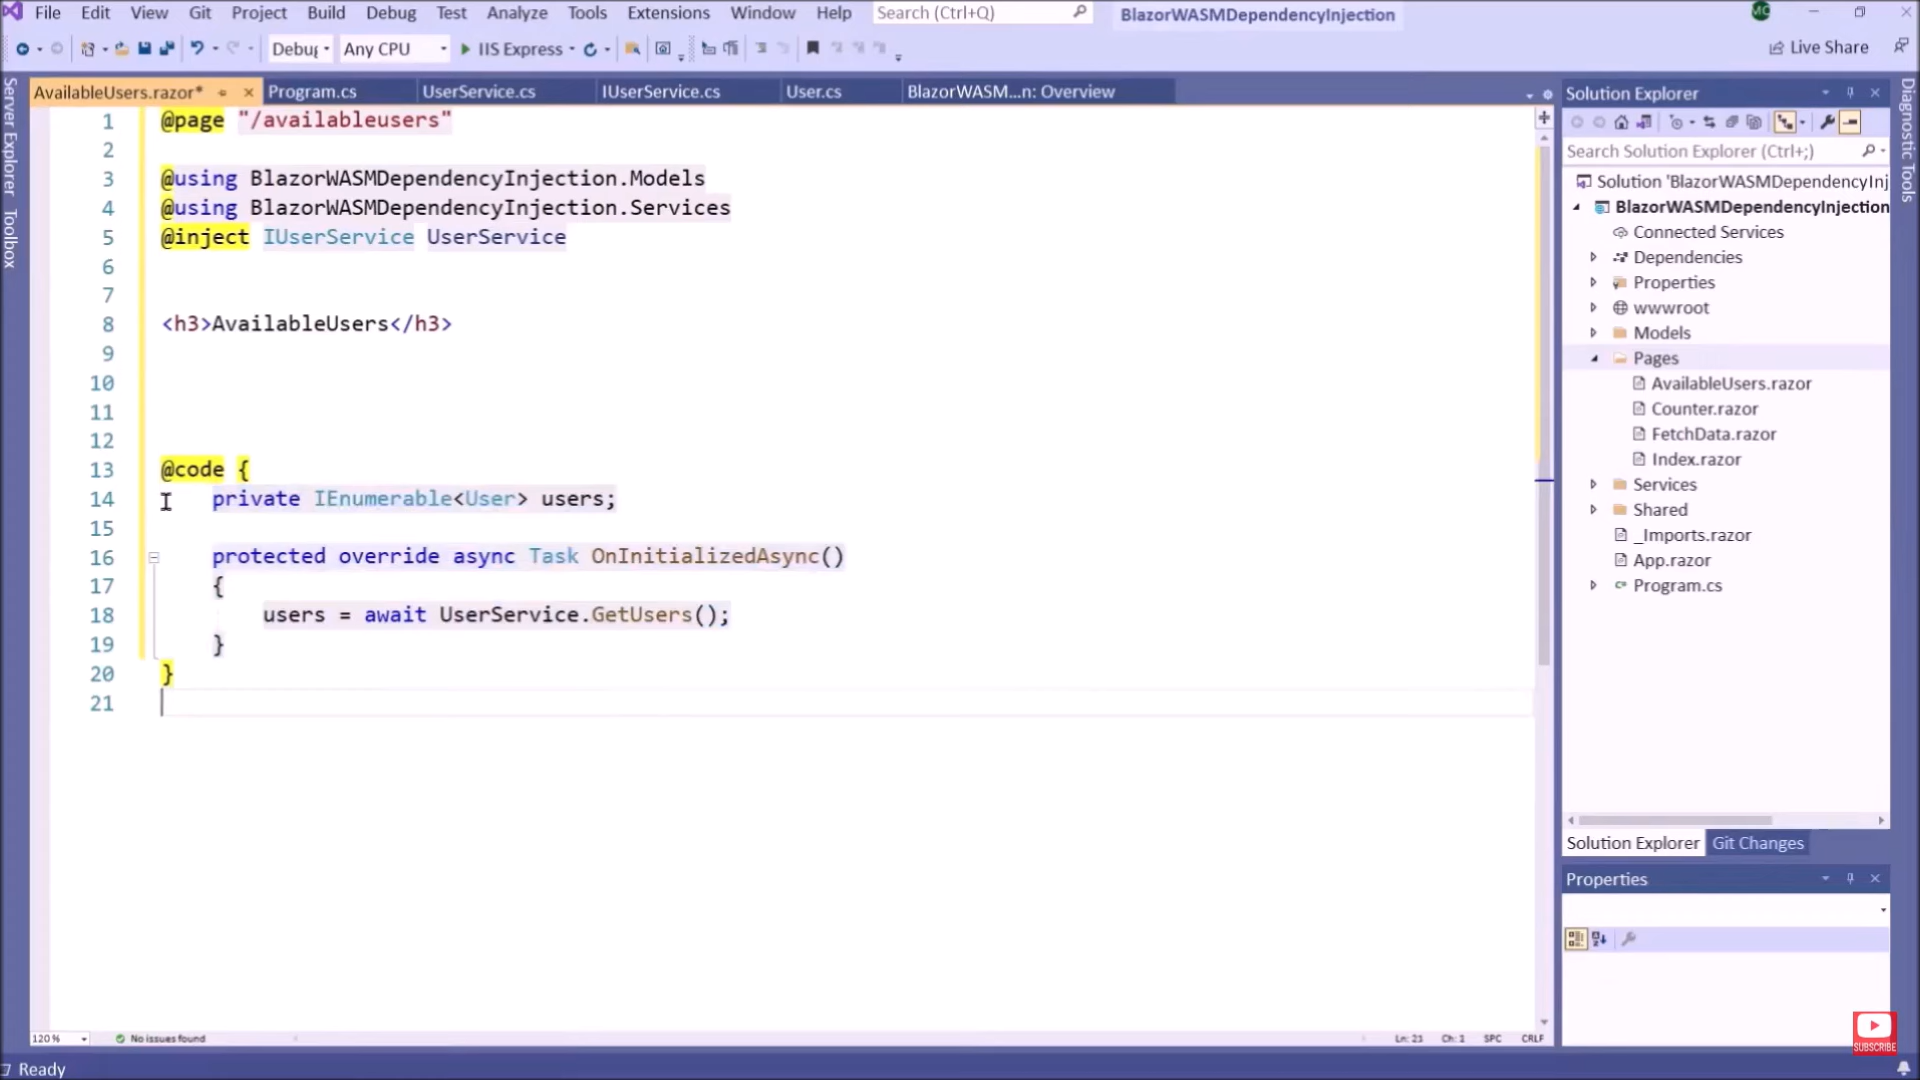 File Edit View Git Project Build Debug Test Analyze Tools Extensions Window Help Search (Ctrl+Q) BlazorWASMDependencyInjection MO
Debug Any CPU IIS Express Live Share
Server Explorer Toolbox
AvailableUsers.razor* Program.cs UserService.cs IUserService.cs User.cs BlazorWASM...n: Overview
1 @page "/availableusers"
2
3 @using BlazorWASMDependencyInjection.Models
4 @using BlazorWASMDependencyInjection.Services
5 @inject IUserService UserService
6
7
8 <h3>AvailableUsers</h3>
9
10
11
12
13 @code {
14 private IEnumerable<User> users;
15
16 protected override async Task OnInitializedAsync()
17 {
18 users = await UserService.GetUsers();
19 }
20 }
21
120 % No issues found Ln: 21 Ch: 1 SPC CRLF
Ready
Solution Explorer
Search Solution Explorer (Ctrl+;)
Solution 'BlazorWASMDependencyInj
BlazorWASMDependencyInjection
Connected Services
Dependencies
Properties
wwwroot
Models
Pages
AvailableUsers.razor
Counter.razor
FetchData.razor
Index.razor
Services
Shared
_Imports.razor
App.razor
Program.cs
Solution Explorer Git Changes
Properties
Diagnostic Tools
SUBSCRIBE